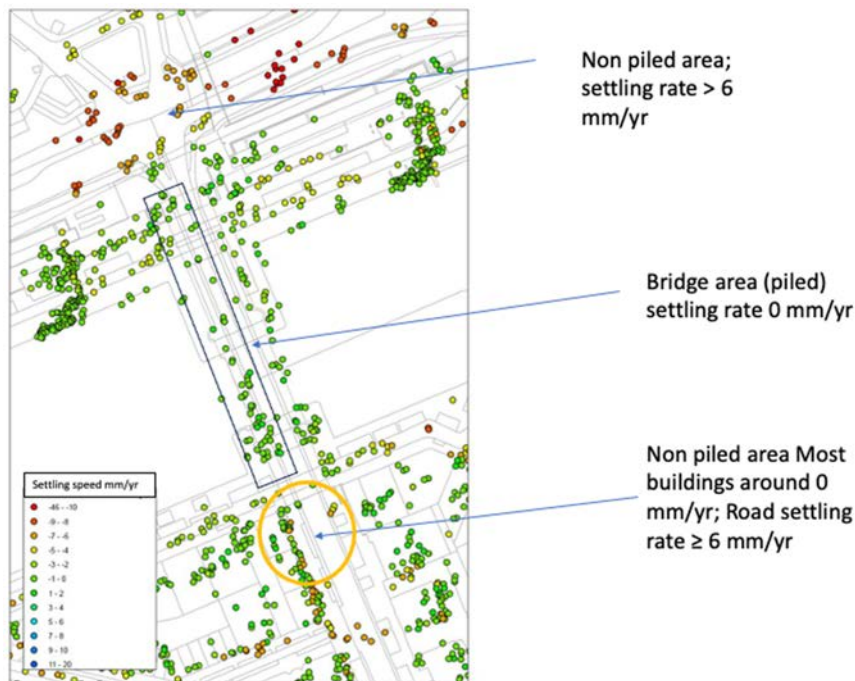 Non piled area;
settling rate > 6
mm/yr
Bridge area (piled)
settling rate 0 mm/yr
Non piled area Most
buildings around 0
mm/yr; Road settling
rate ≥ 6 mm/yr
Settling speed mm/yr
-46 - -10
-9 - -8
-7 - -6
-5 - -4
-3 - -2
-1 - 0
1 - 2
3 - 4
5 - 6
7 - 8
9 - 10
11 - 20